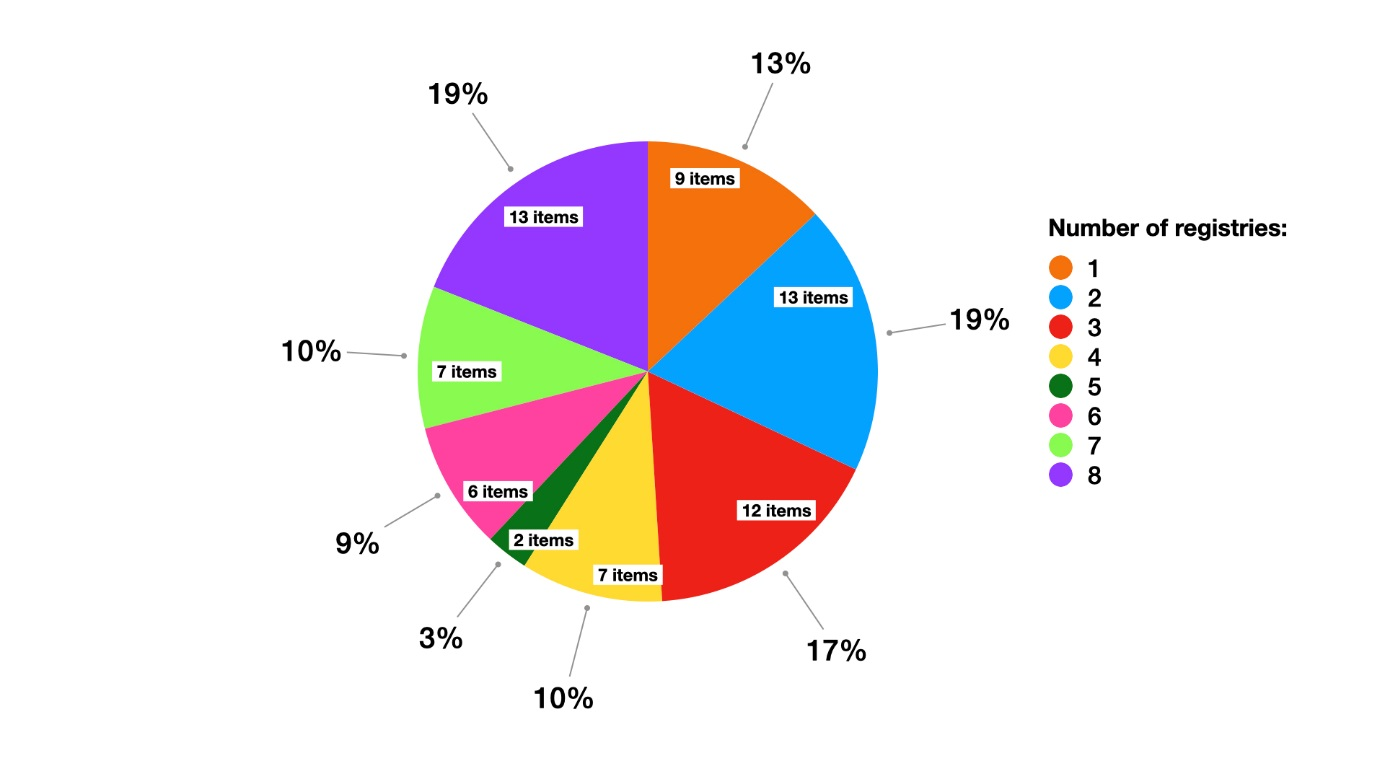 13%
19%
9 items
13 items
Number of registries:
1
2
3
4
5
6
7
8
13 items
19%
10%
7 items
6 items
12 items
2 items
9%
7 items
3%
17%
10%